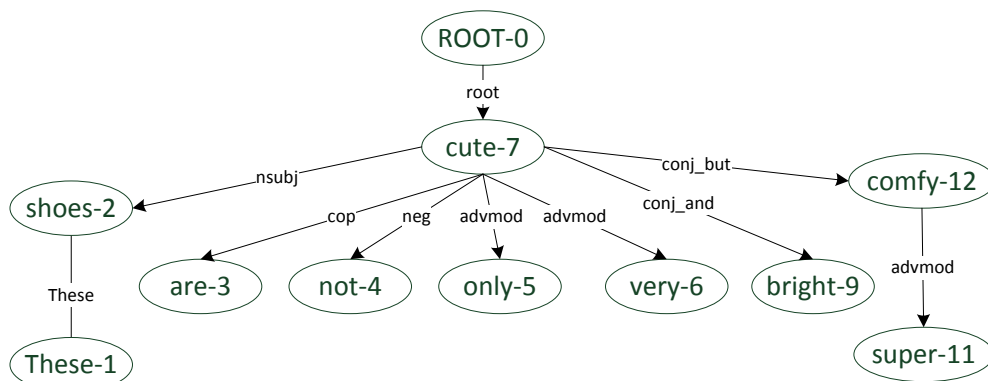 ROOT-0
root
cute-7
nsubj
conj_but
comfy-12
shoes-2
cop
neg
advmod
advmod
conj_and
These
are-3
not-4
only-5
very-6
bright-9
advmod
These-1
super-11